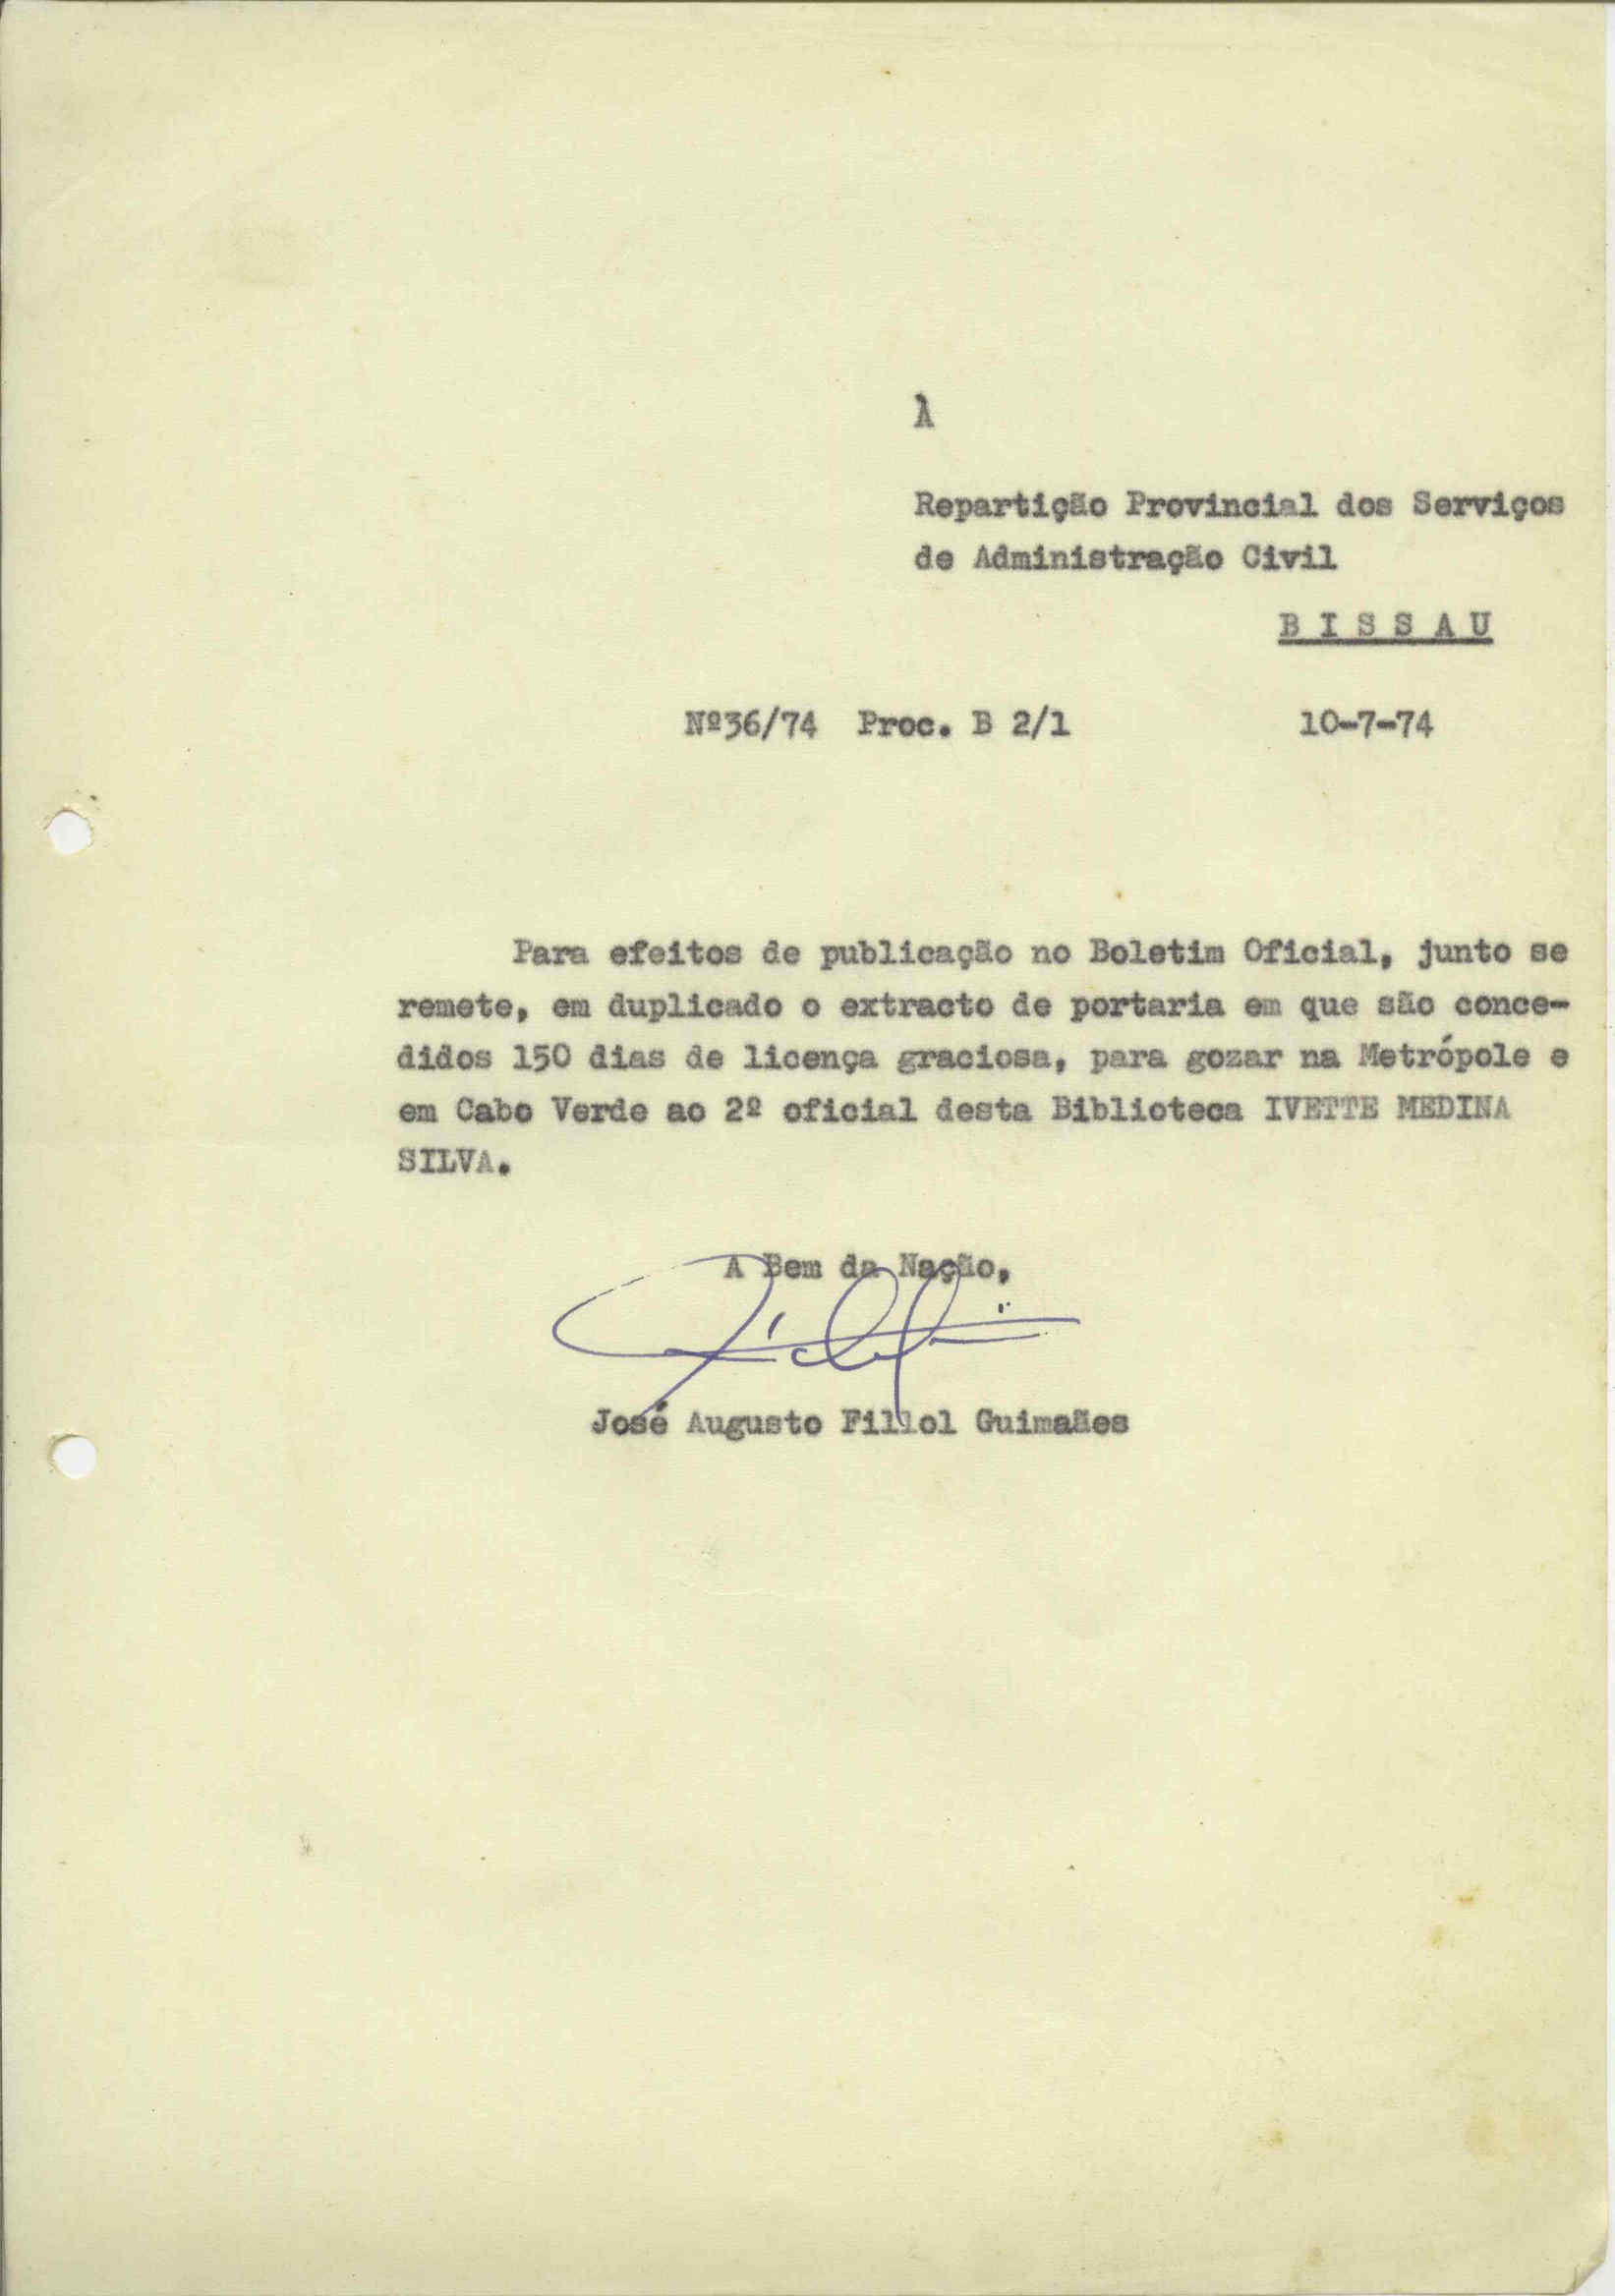 À
Repartição Provincial dos Serviços
de Administração Civil
B I S S A U
Nº36/74 Proc. B 2/1 10-7-74
Para efeitos de publicação no Boletim Oficial, junto se
remete, em duplicado o extracto de portaria em que são conce-
didos 150 dias de licença graciosa, para gozar na Metrópole e
em Cabo Verde ao 2º oficial desta Biblioteca IVETTE MEDINA
SILVA.
A Bem da Nação,
José Augusto Fillol Guimaães